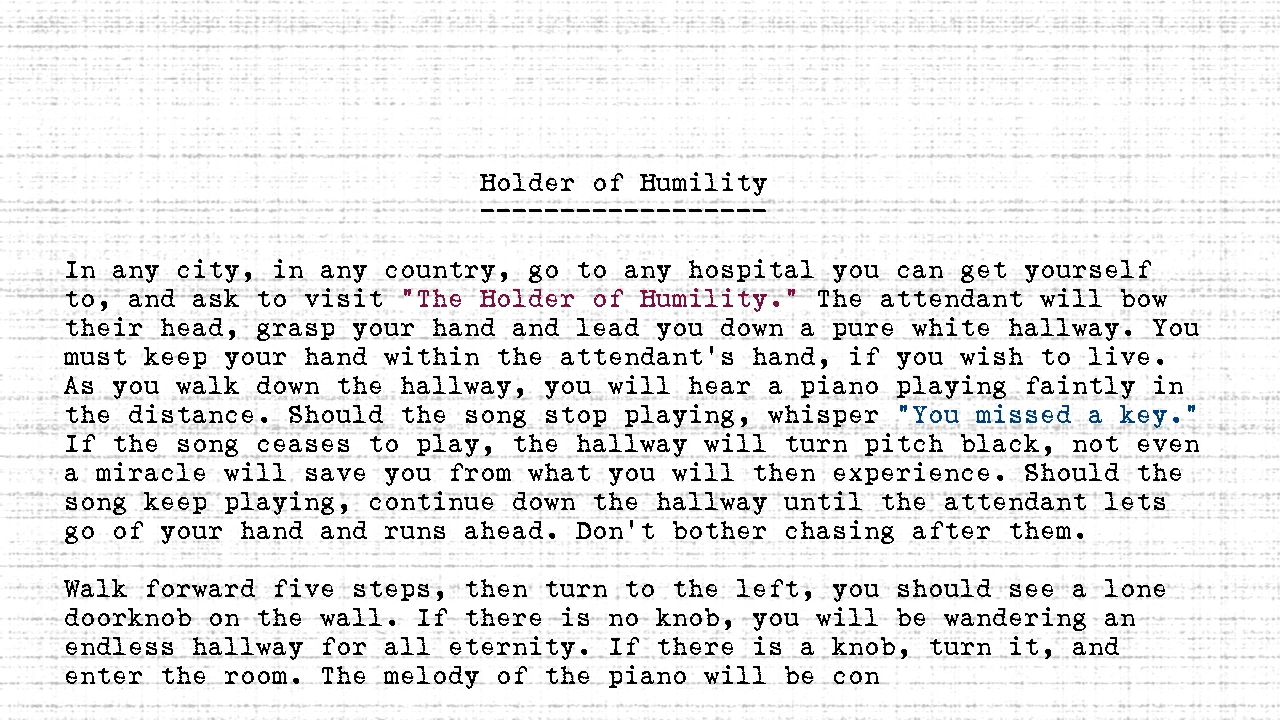 Holder of Humility
------------------
In any city, in any country, go to any hospital you can get yourself
to, and ask to visit "The Holder of Humility." The attendant will bow
their head, grasp your hand and lead you down a pure white hallway. You
must keep your hand within the attendant's hand, if you wish to live.
As you walk down the hallway, you will hear a piano playing faintly in
the distance. Should the song stop playing, whisper "You missed a key."
If the song ceases to play, the hallway will turn pitch black, not even
a miracle will save you from what you will then experience. Should the
song keep playing, continue down the hallway until the attendant lets
go of your hand and runs ahead. Don't bother chasing after them.
Walk forward five steps, then turn to the left, you should see a lone
doorknob on the wall. If there is no knob, you will be wandering an
endless hallway for all eternity. If there is a knob, turn it, and
enter the room. The melody of the piano will be con